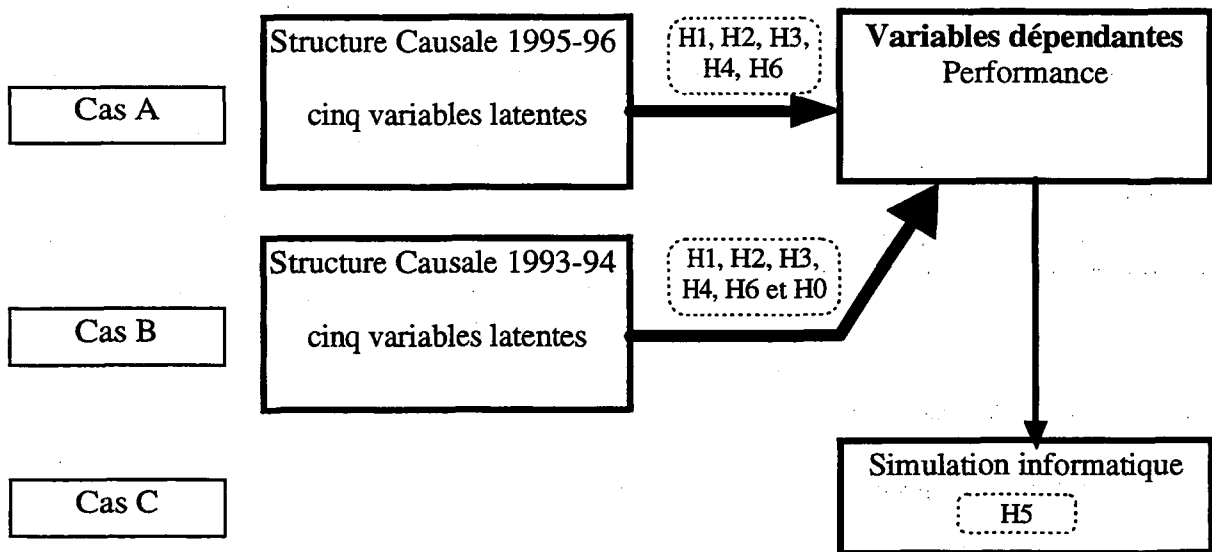 Cas A
Structure Causale 1995-96
cinq variables latentes
H1, H2, H3,
H4, H6
Variables dépendantes
Performance
Cas B
Structure Causale 1993-94
cinq variables latentes
H1, H2, H3,
H4, H6 et H0
Cas C
Simulation informatique
H5